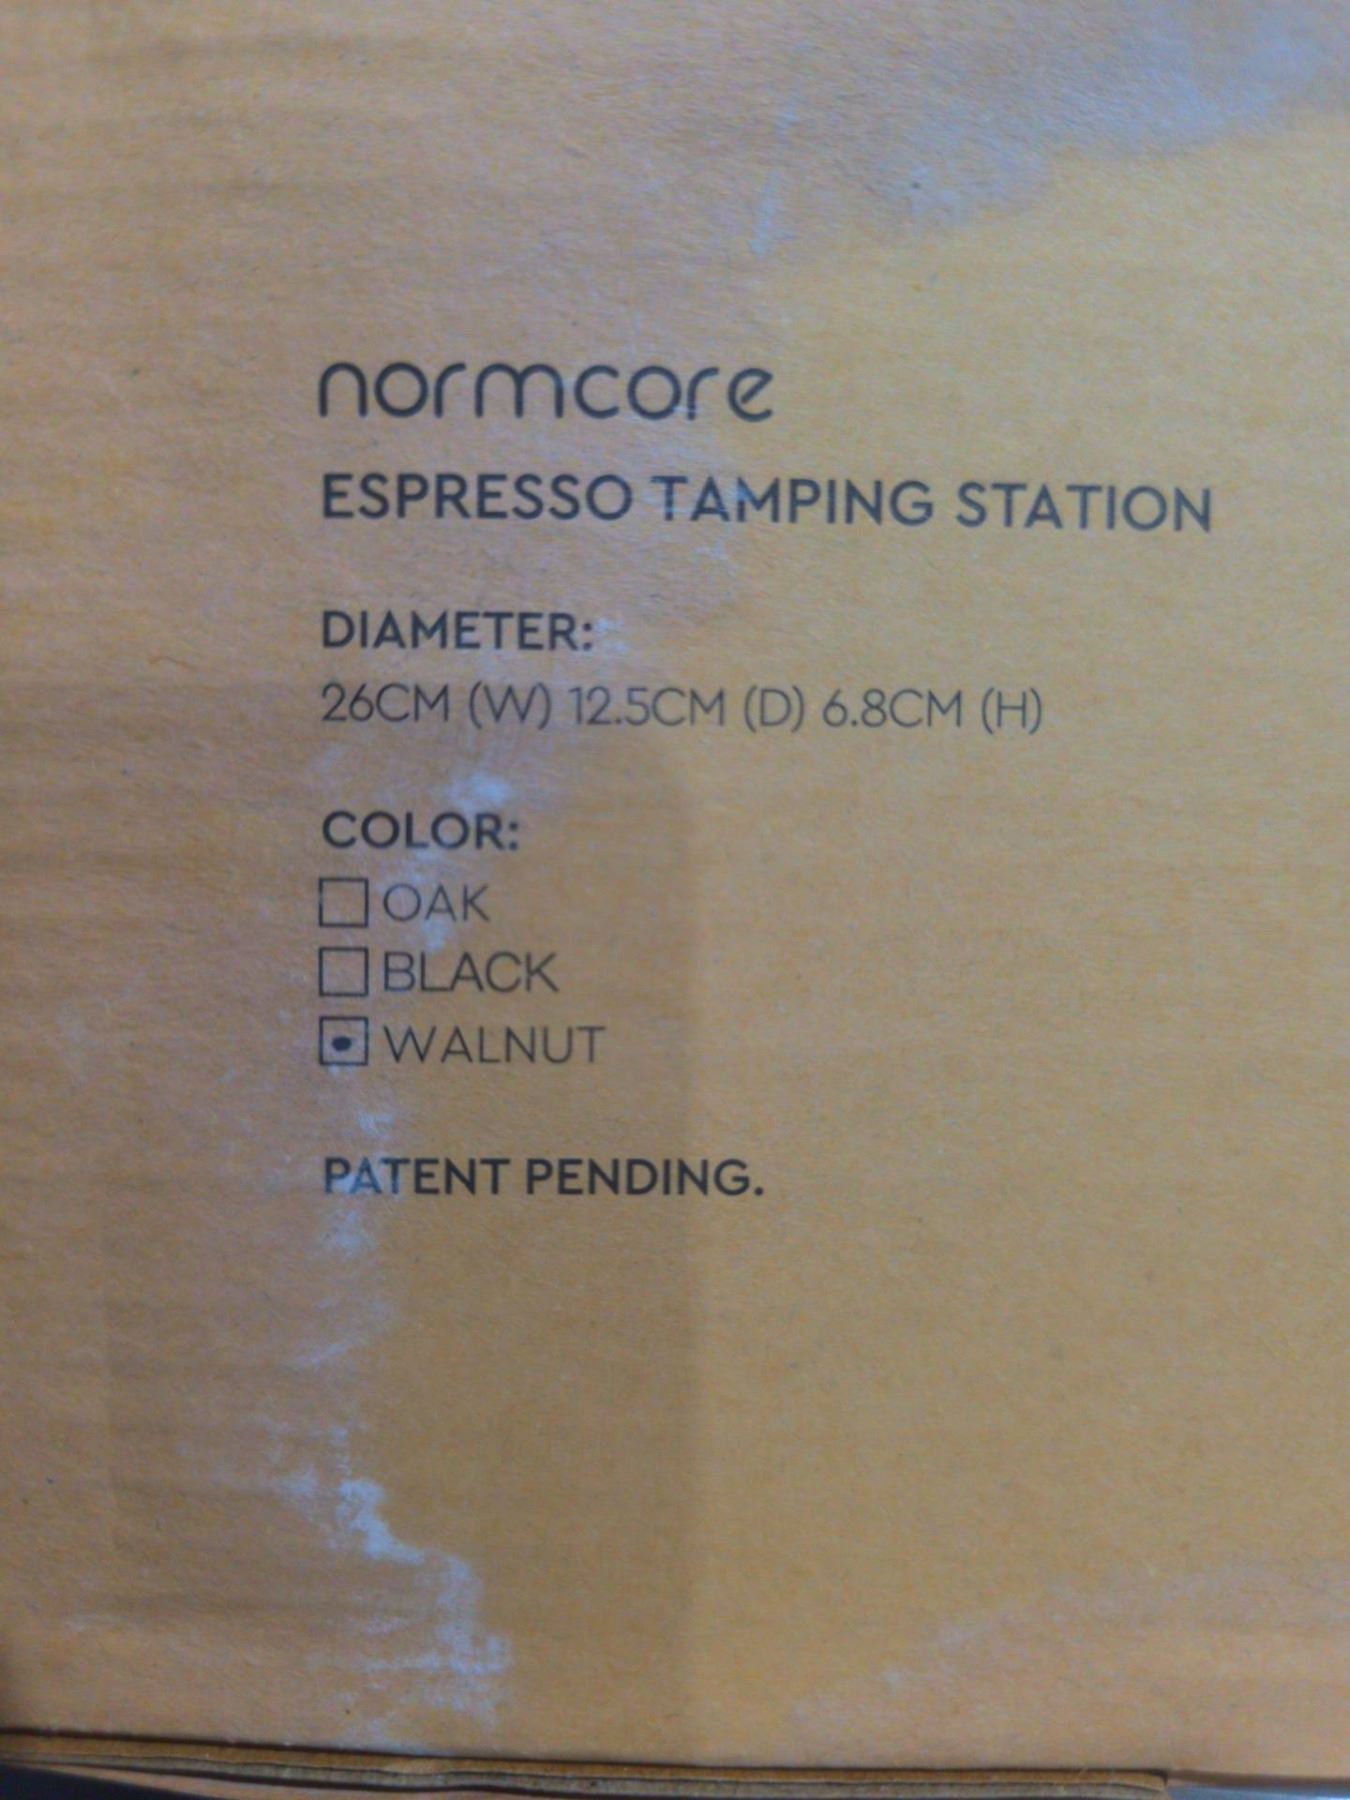 normcore
ESPRESSO TAMPING STATION
DIAMETER:
26CM (W) 12.5CM (D) 6.8CM (H)
COLOR:
OAK
BLACK
WALNUT
PATENT PENDING.